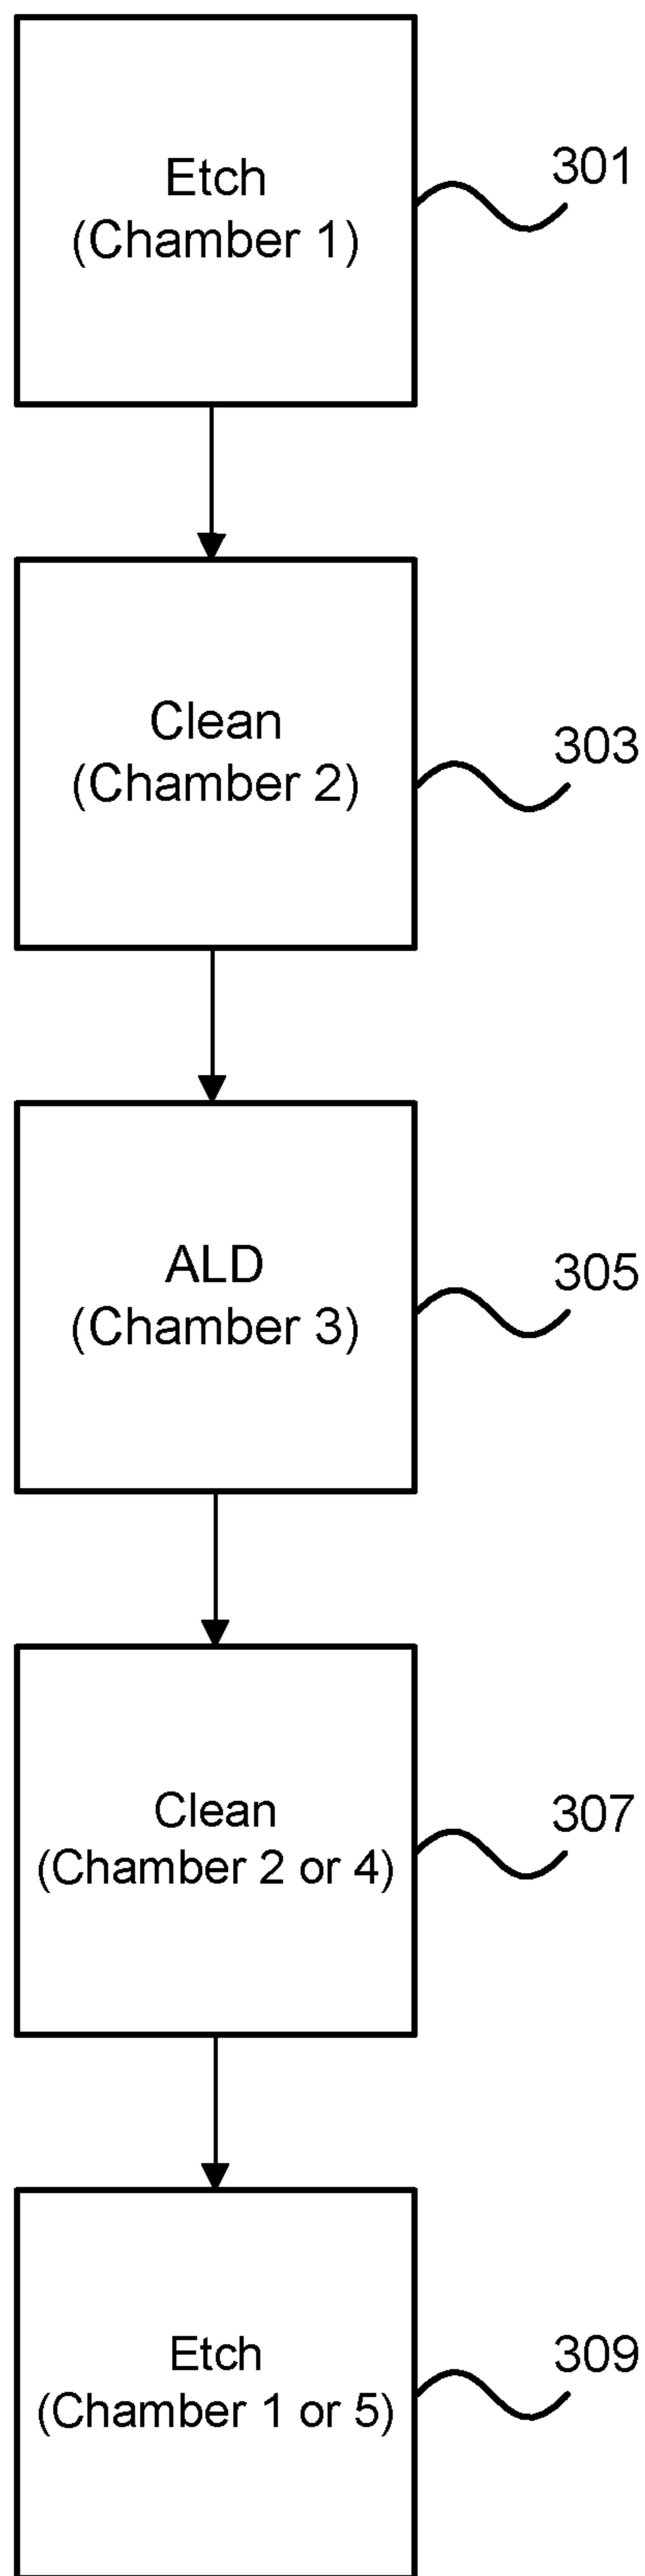 Etch
(Chamber 1)
301
Clean
(Chamber 2)
303
ALD
(Chamber 3)
305
Clean
(Chamber 2 or 4)
307
Etch
(Chamber 1 or 5)
309